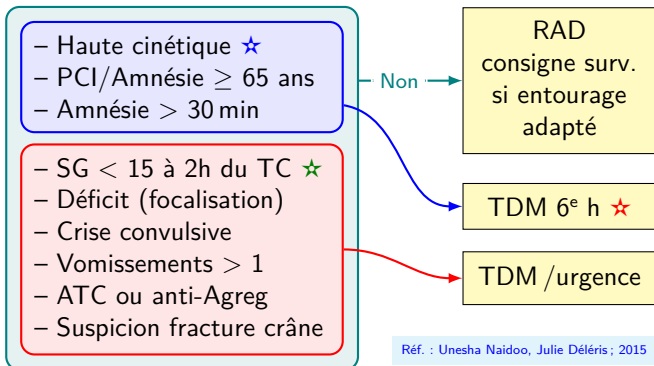 – Haute cinétique ☆
– PCI/Amnésie ≥ 65 ans
– Amnésie > 30 min
– SG < 15 à 2h du TC ☆
– Déficit (focalisation)
– Crise convulsive
– Vomissements > 1
– ATC ou anti-Agreg
– Suspicion fracture crâne
Non
RAD
consigne surv.
si entourage
adapté
TDM 6ᵉ h ☆
TDM /urgence
Réf. : Unesha Naidoo, Julie Déléris ; 2015